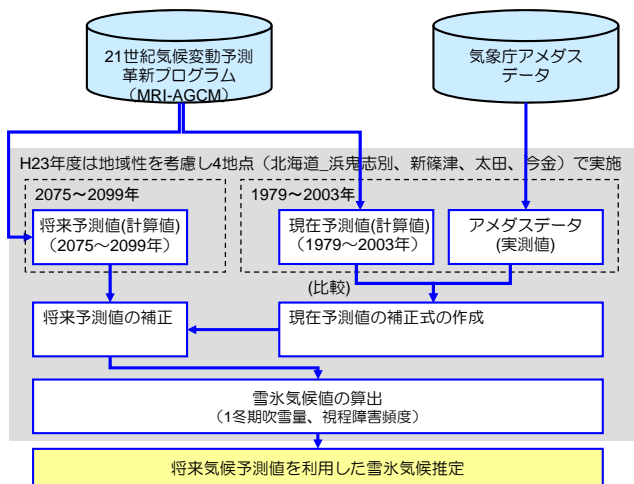 21世紀気候変動予測
革新プログラム
（MRI-AGCM）
気象庁アメダス
データ
H23年度は地域性を考慮し4地点（北海道_浜鬼志別、新篠津、太田、今金）で実施
2075～2099年
1979～2003年
将来予測値(計算値)
（2075～2099年）
現在予測値(計算値)
（1979～2003年）
アメダスデータ
(実測値)
(比較)
将来予測値の補正
現在予測値の補正式の作成
雪氷気候値の算出
（1冬期吹雪量、視程障害頻度）
将来気候予測値を利用した雪氷気候推定